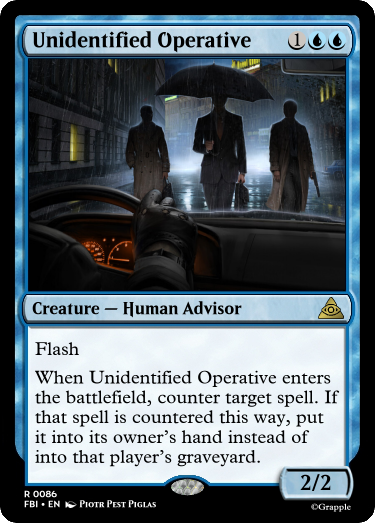 Unidentified Operative 1
Creature — Human Advisor
Flash
When Unidentified Operative enters
the battlefield, counter target spell. If
that spell is countered this way, put
it into its owner's hand instead of
into that player's graveyard.
2/2
R 0086
FBI • EN Piotr Pest Piglas
©Grapple